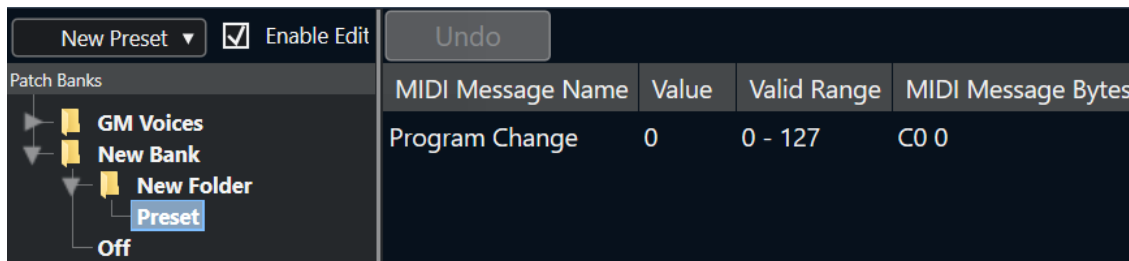 New Preset ▼ Enable Edit Undo
Patch Banks
MIDI Message Name Value Valid Range MIDI Message Bytes
GM Voices
Program Change 0 0 - 127 C0 0
New Bank
New Folder
Preset
Off